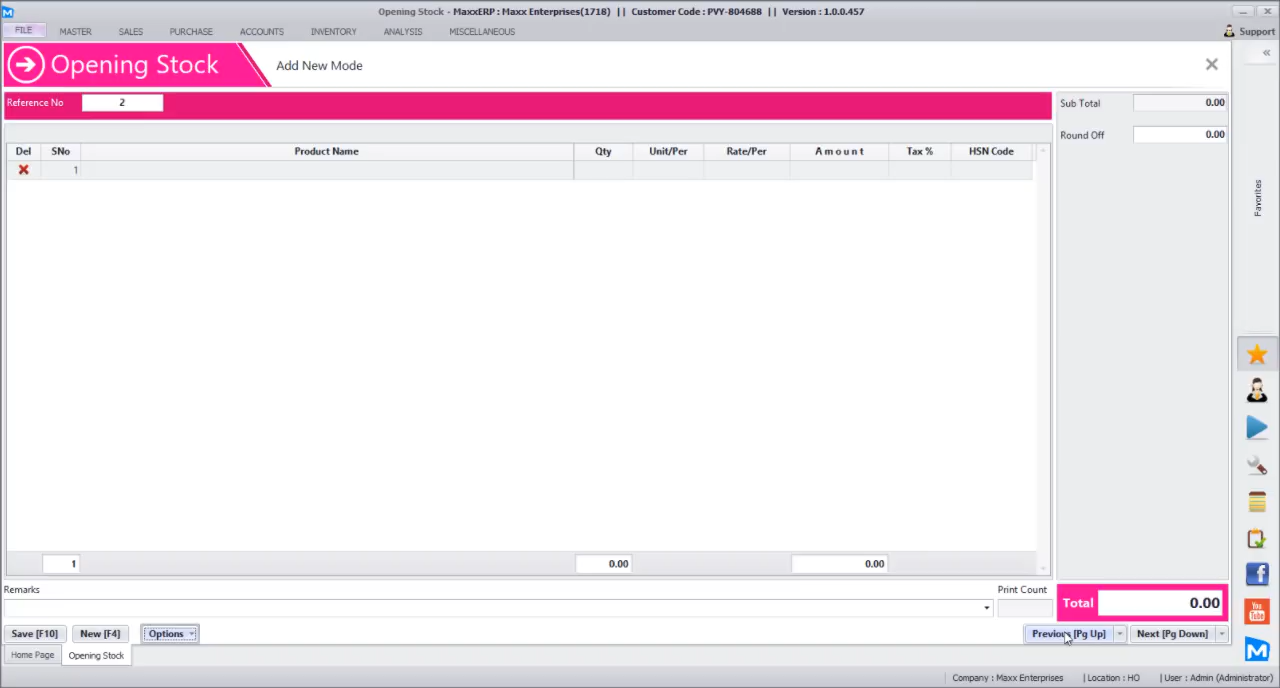 Opening Stock - MaxxERP : Maxx Enterprises(1718) || Customer Code : PVY-804688 || Version : 1.0.0.457
FILE MASTER SALES PURCHASE ACCOUNTS INVENTORY ANALYSIS MISCELLANEOUS Support
Opening Stock Add New Mode
Reference No 2
Sub Total 0.00
Round Off 0.00
Del SNo Product Name Qty Unit/Per Rate/Per A m o u n t Tax % HSN Code
1
Favorites
1 0.00 0.00
Remarks Print Count
Total 0.00
Save [F10] New [F4] Options Previous [Pg Up] Next [Pg Down]
Home Page Opening Stock
You
Tube
Company : Maxx Enterprises | Location : HO | User : Admin (Administrator)